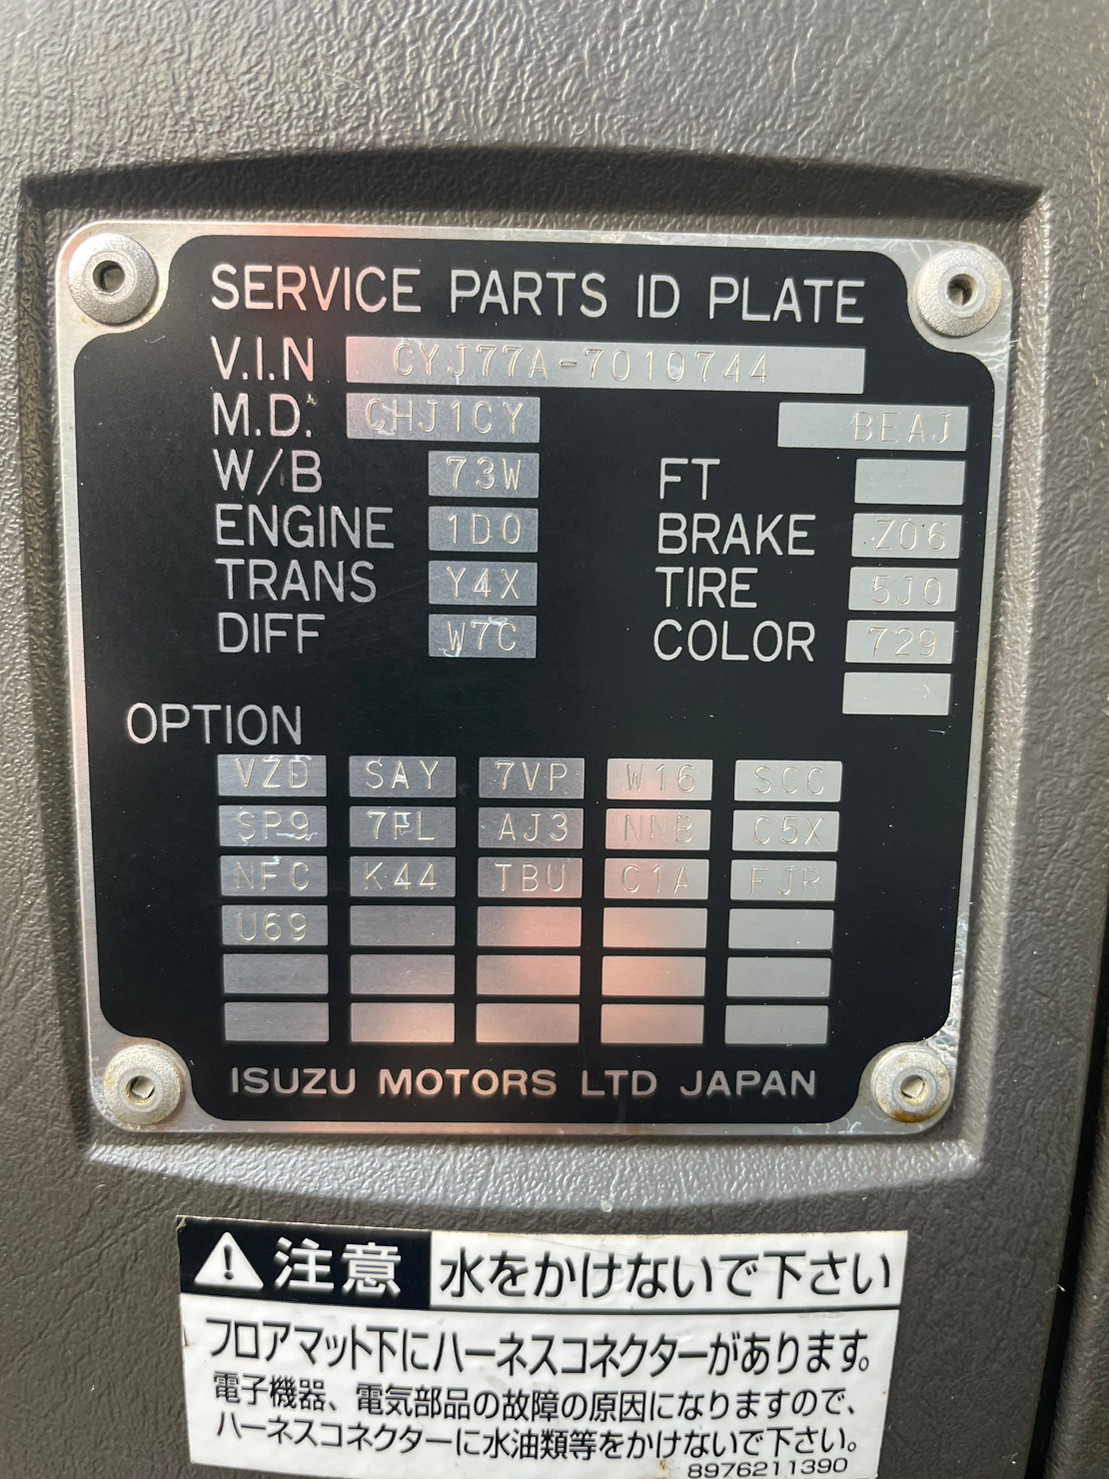 SERVICE PARTS ID PLATE
V.I.N CYJ77A-7010744
M.D. CHJ1CY BEAJ
W/B 73W FT
ENGINE 1D0 BRAKE Z06
TRANS Y4X TIRE 5J0
DIFF W7C COLOR 729
OPTION
VZD SAY 7VP W16 SCC
SP9 7PL AJ3 NNB C5X
NFC K44 TBU C1A FJR
U69
ISUZU MOTORS LTD JAPAN
注意 水をかけないで下さい
フロアマット下にハーネスコネクターがあります。
電子機器、電気部品の故障の原因になりますので、
ハーネスコネクターに水油類等をかけないで下さい。
8976211390